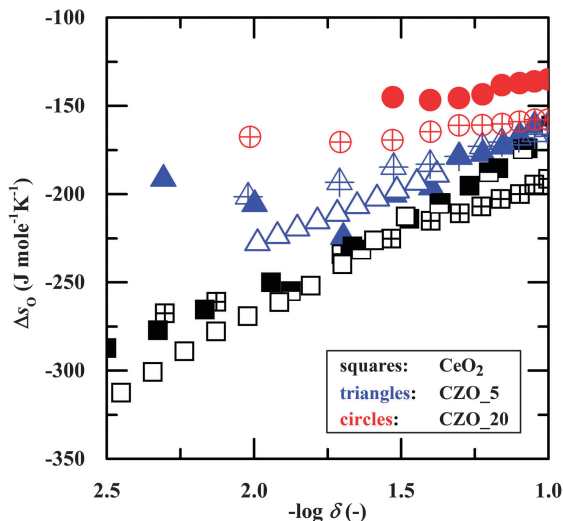 -100
-150
-200
-250
-300
-350
Δs_O (J mole⁻¹K⁻¹)
squares: CeO₂
triangles: CZO_5
circles: CZO_20
2.5 2.0 1.5 1.0
-log δ (-)